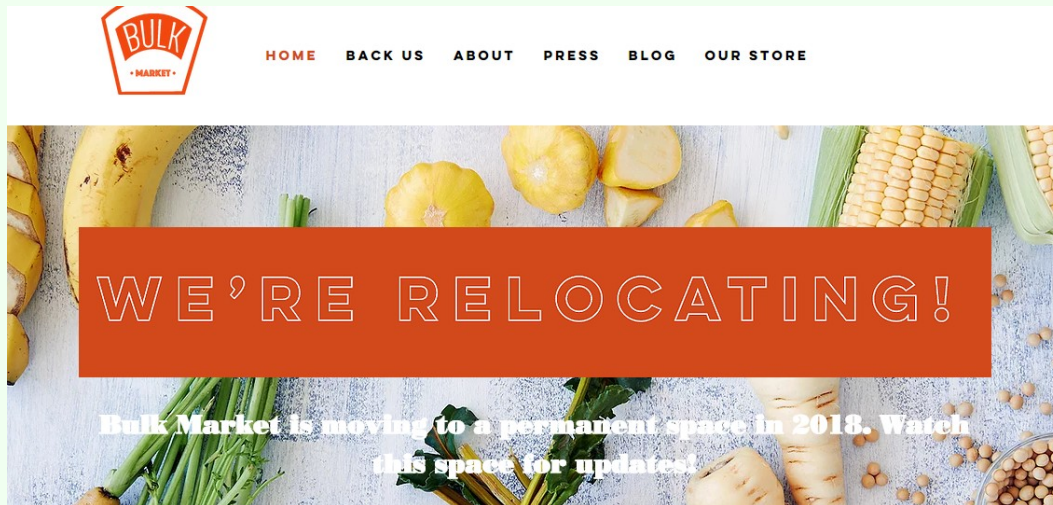 BULK
• MARKET •
HOME BACK US ABOUT PRESS BLOG OUR STORE
WE'RE RELOCATING!
Bulk Market is moving to a permanent space in 2018. Watch
this space for updates!